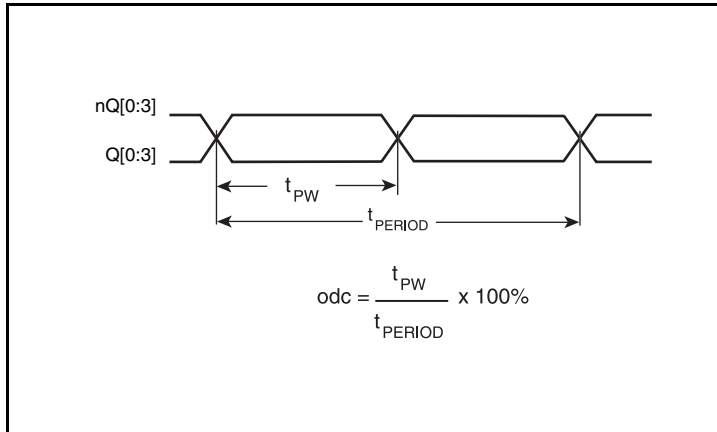 nQ[0:3]
Q[0:3]
tPW
tPERIOD
odc = tPW / tPERIOD x 100%